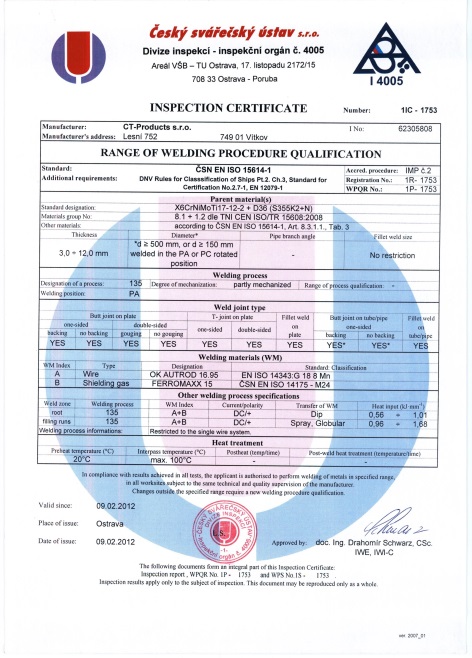 Český svářečský ústav s.r.o.
Divize inspekcí - inspekční orgán č. 4005
Areál VŠB – TU Ostrava, 17. listopadu 2172/15
708 33 Ostrava - Poruba
I 4005
INSPECTION CERTIFICATE Number: 1IC - 1753
Manufacturer: CT-Products s.r.o. I No: 62305808
Manufacturer's address: Lesní 752 749 01 Vítkov
RANGE OF WELDING PROCEDURE QUALIFICATION
Standard: ČSN EN ISO 15614-1 Accred. procedure: IMP č.2
Additional requirements: DNV Rules for Classsification of Ships Pt.2. Ch.3, Standard for Registration No.: 1R- 1753
Certification No.2.7-1, EN 12079-1 WPQR No.: 1P- 1753
Parent material(s)
Standard designation: X6CrNiMoTi17-12-2 + D36 (S355K2+N)
Materials group No: 8.1 + 1.2 dle TNI CEN ISO/TR 15608:2008
Other materials: according to ČSN EN ISO 15614-1, Art. 8.3.1.1., Tab. 3
Thickness Diameter* Pipe branch angle Fillet weld size
3,0 ÷ 12,0 mm *d ≥ 500 mm, or d ≥ 150 mm - No restriction
welded in the PA or PC rotated
position
Welding process
Designation of a process: 135 Degree of mechanization: partly mechanized Range of process qualification: -
Welding position: PA
Weld joint type
Butt joint on plate T- joint on plate Fillet weld Butt joint on tube/pipe Fillet weld
one-sided double-sided one-sided double-sided on one-sided on
backing no backing gouging no gouging plate backing no backing tube/pipe
YES YES YES YES YES YES YES YES* YES* YES
Welding materials (WM)
WM Index Type Designation Standard: Classification
A Wire OK AUTROD 16.95 EN ISO 14343:G 18 8 Mn
B Shielding gas FERROMAXX 15 ČSN EN ISO 14175 - M24
Other welding process specifications
Weld zone Welding process WM Index Current/polarity Transfer of WM Heat input (kJ·mm⁻¹)
root 135 A+B DC/+ Dip 0,56 ÷ 1,01
filling runs 135 A+B DC/+ Spray, Globular 0,96 ÷ 1,68
Welding process informations: Restricted to the single wire system.
Heat treatment
Preheat temperature (°C) Interpass temperature (°C) Postheat (temp/time) Post-weld heat treatment (temperature/time)
20°C max. 100°C - -
In compliance with results achieved in all tests, the applicant is authorised to perform welding of metals in specified range,
in all worksites subject to the same technical and quality supervision of the manufacturer.
Changes outside the specified range require a new welding procedure qualification.
Valid since: 09.02.2012
Place of issue: Ostrava
Date of issue: 09.02.2012
ČESKÝ SVÁŘEČSKÝ ÚSTAV
DIVIZE INSPEKCÍ
L.S.
-1-
inspekční orgán č. 4005
Approved by: doc. Ing. Drahomír Schwarz, CSc.
IWE, IWI-C
The following documents form an integral part of this Inspection Certificate:
Inspection report , WPQR No. 1P - 1753 and WPS No.1S - 1753
Inspection results apply only to the subject of inspection. This document may be reproduced only as a whole.
ver 2007_01